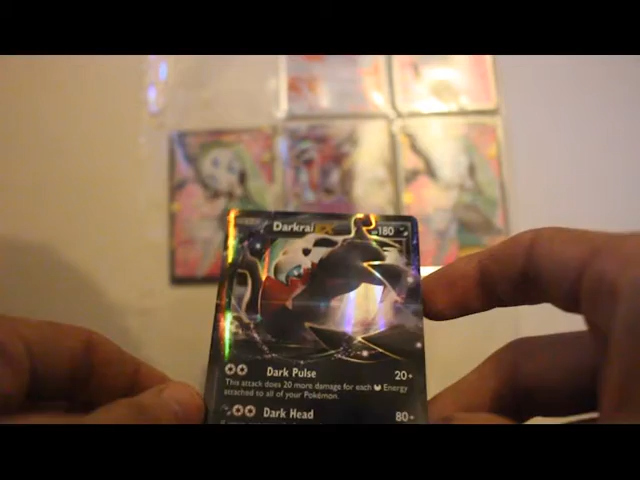 Darkrai EX 180
Dark Pulse 20+
This attack does 20 more damage for each Energy
attached to all of your Pokémon.
Dark Head 80+